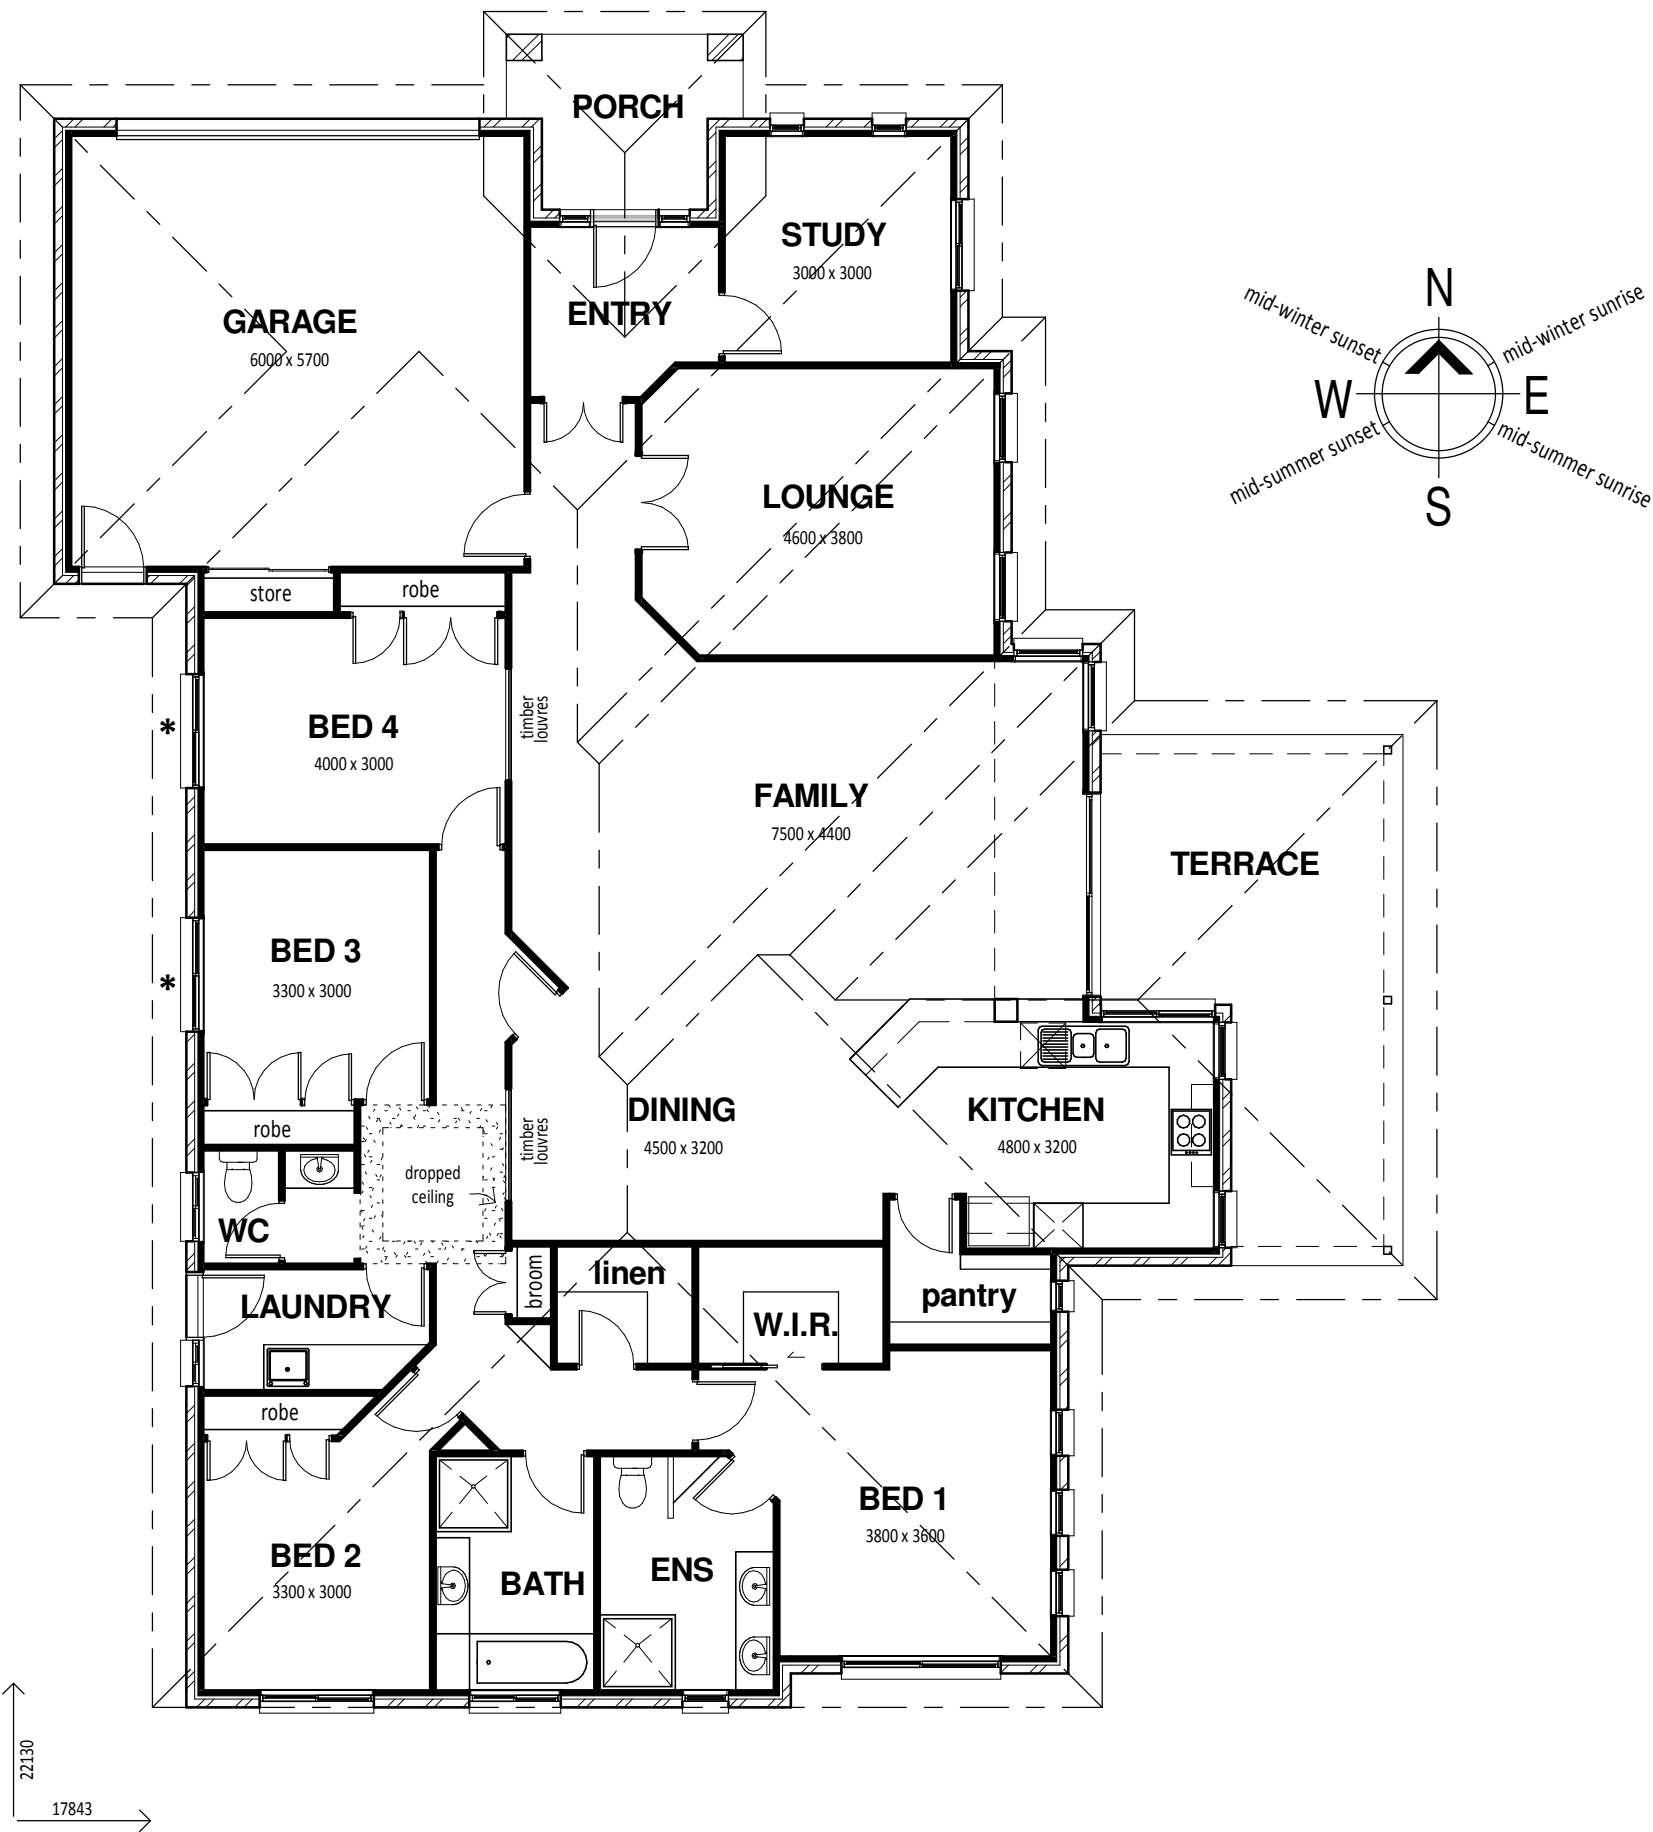 PORCH
STUDY
3000 x 3000
GARAGE
6000 x 5700
ENTRY
N
mid-winter sunset
mid-winter sunrise
W
E
mid-summer sunset
mid-summer sunrise
S
LOUNGE
4600 x 3800
store
robe
BED 4
4000 x 3000
timber
louvres
*
FAMILY
7500 x 4400
TERRACE
BED 3
3300 x 3000
*
robe
DINING
4500 x 3200
KITCHEN
4800 x 3200
timber
louvres
dropped
ceiling
WC
broom
linen
pantry
LAUNDRY
W.I.R.
robe
BED 1
3800 x 3600
BED 2
3300 x 3000
BATH
ENS
22130
17843